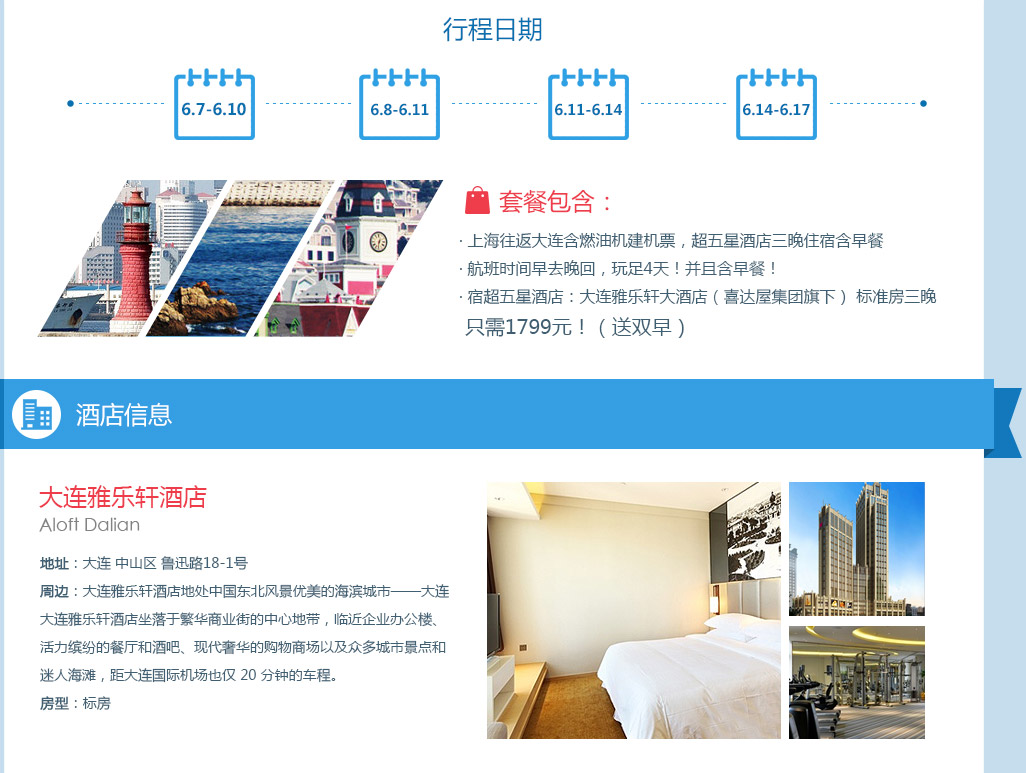 行程日期
6.7-6.10
6.8-6.11
6.11-6.14
6.14-6.17
套餐包含：
· 上海往返大连含燃油机建机票，超五星酒店三晚住宿含早餐
· 航班时间早去晚回，玩足4天！并且含早餐！
· 宿超五星酒店：大连雅乐轩大酒店（喜达屋集团旗下） 标准房三晚
只需1799元！（送双早）
酒店信息
大连雅乐轩酒店
Aloft Dalian
地址：大连 中山区 鲁迅路18-1号
周边：大连雅乐轩酒店地处中国东北风景优美的海滨城市——大连
大连雅乐轩酒店坐落于繁华商业街的中心地带，临近企业办公楼、
活力缤纷的餐厅和酒吧、现代奢华的购物商场以及众多城市景点和
迷人海滩，距大连国际机场也仅 20 分钟的车程。
房型：标房